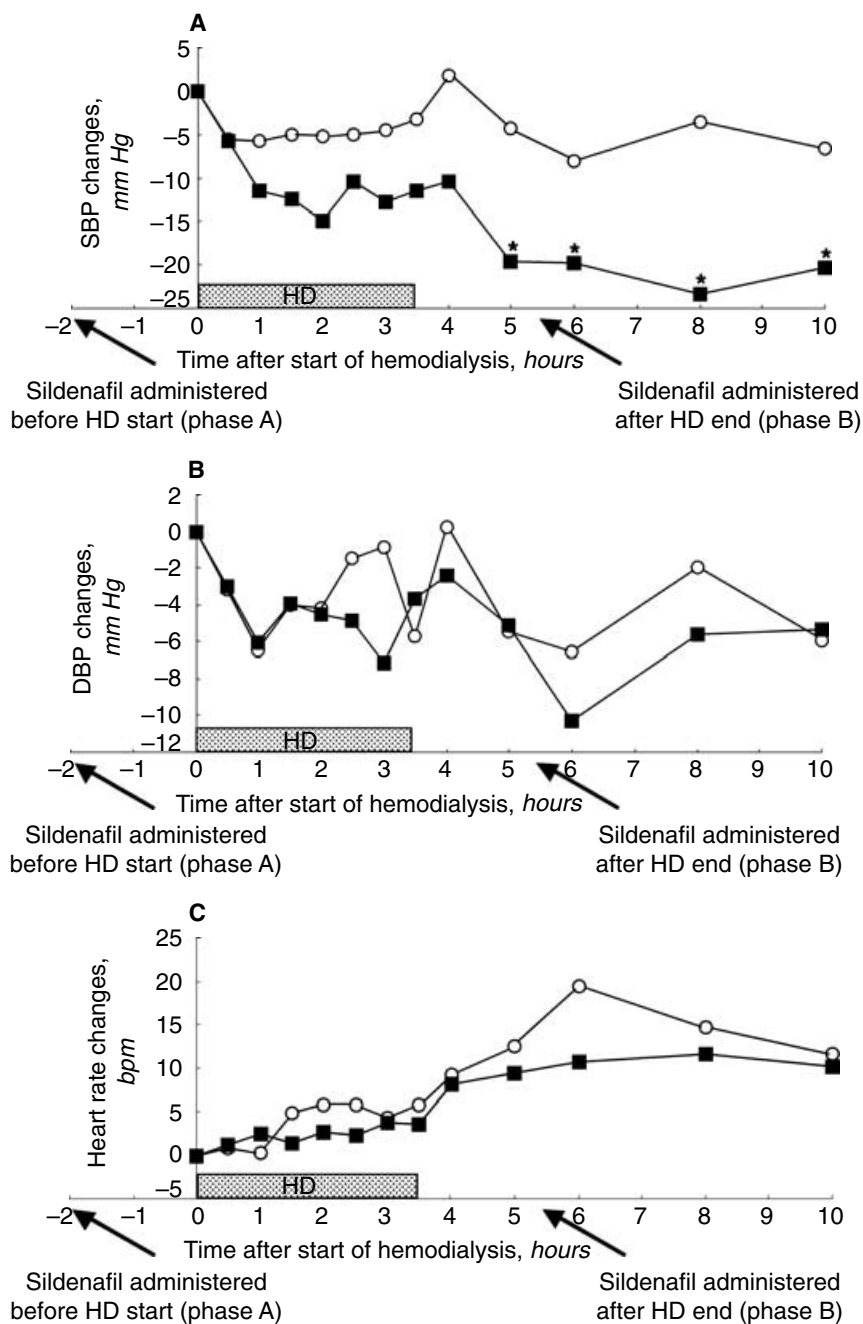 A
5
0
–5
–10
–15
–20
–25
SBP changes,
mm Hg
* * * *
HD
–2 –1 0 1 2 3 4 5 6 7 8 9 10
Time after start of hemodialysis, hours
Sildenafil administered
before HD start (phase A)
Sildenafil administered
after HD end (phase B)
B
2
0
–2
–4
–6
–8
–10
–12
DBP changes,
mm Hg
HD
–2 –1 0 1 2 3 4 5 6 7 8 9 10
Time after start of hemodialysis, hours
Sildenafil administered
before HD start (phase A)
Sildenafil administered
after HD end (phase B)
C
25
20
15
10
5
0
–5
Heart rate changes,
bpm
HD
–2 –1 0 1 2 3 4 5 6 7 8 9 10
Time after start of hemodialysis, hours
Sildenafil administered
before HD start (phase A)
Sildenafil administered
after HD end (phase B)